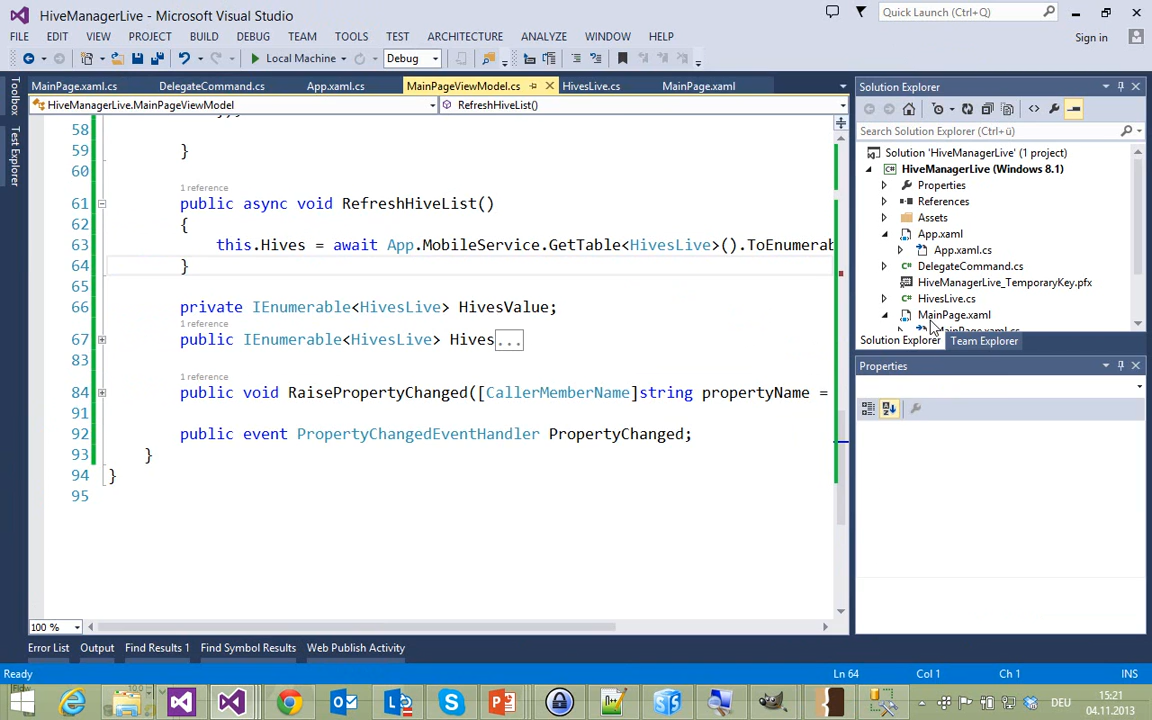 HiveManagerLive - Microsoft Visual Studio
Quick Launch (Ctrl+Q)
FILE EDIT VIEW PROJECT BUILD DEBUG TEAM TOOLS TEST ARCHITECTURE ANALYZE WINDOW HELP
Sign in
Local Machine Debug
MainPage.xaml.cs DelegateCommand.cs App.xaml.cs MainPageViewModel.cs HivesLive.cs MainPage.xaml
HiveManagerLive.MainPageViewModel RefreshHiveList()
Toolbox
Test Explorer
58
59 }
60
1 reference
61 public async void RefreshHiveList()
62 {
63 this.Hives = await App.MobileService.GetTable<HivesLive>().ToEnumerab
64 }
65
66 private IEnumerable<HivesLive> HivesValue;
1 reference
67 public IEnumerable<HivesLive> Hives...
83
1 reference
84 public void RaisePropertyChanged([CallerMemberName]string propertyName =
91
92 public event PropertyChangedEventHandler PropertyChanged;
93 }
94 }
95
100 %
Solution Explorer
Search Solution Explorer (Ctrl+ü)
Solution 'HiveManagerLive' (1 project)
HiveManagerLive (Windows 8.1)
Properties
References
Assets
App.xaml
App.xaml.cs
DelegateCommand.cs
HiveManagerLive_TemporaryKey.pfx
HivesLive.cs
MainPage.xaml
MainPage.xaml.cs
Solution Explorer Team Explorer
Properties
Error List Output Find Results 1 Find Symbol Results Web Publish Activity
Ready Ln 64 Col 1 Ch 1 INS
DEU
15:21
04.11.2013